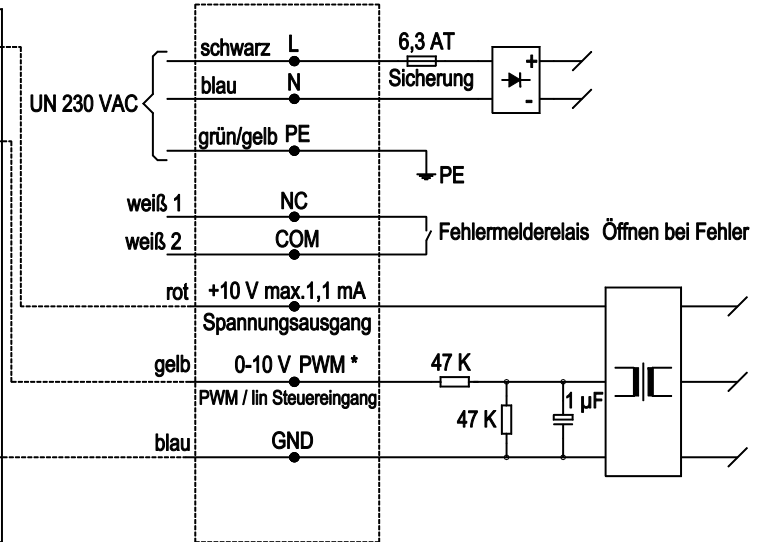 schwarz L 6,3 AT
Sicherung
+
blau N
-
UN 230 VAC
grün/gelb PE
PE
weiß 1 NC
weiß 2 COM
Fehlermelderelais Öffnen bei Fehler
rot +10 V max.1,1 mA
Spannungsausgang
gelb 0-10 V PWM * 47 K
PWM / lin Steuereingang
47 K
1 µF
blau GND